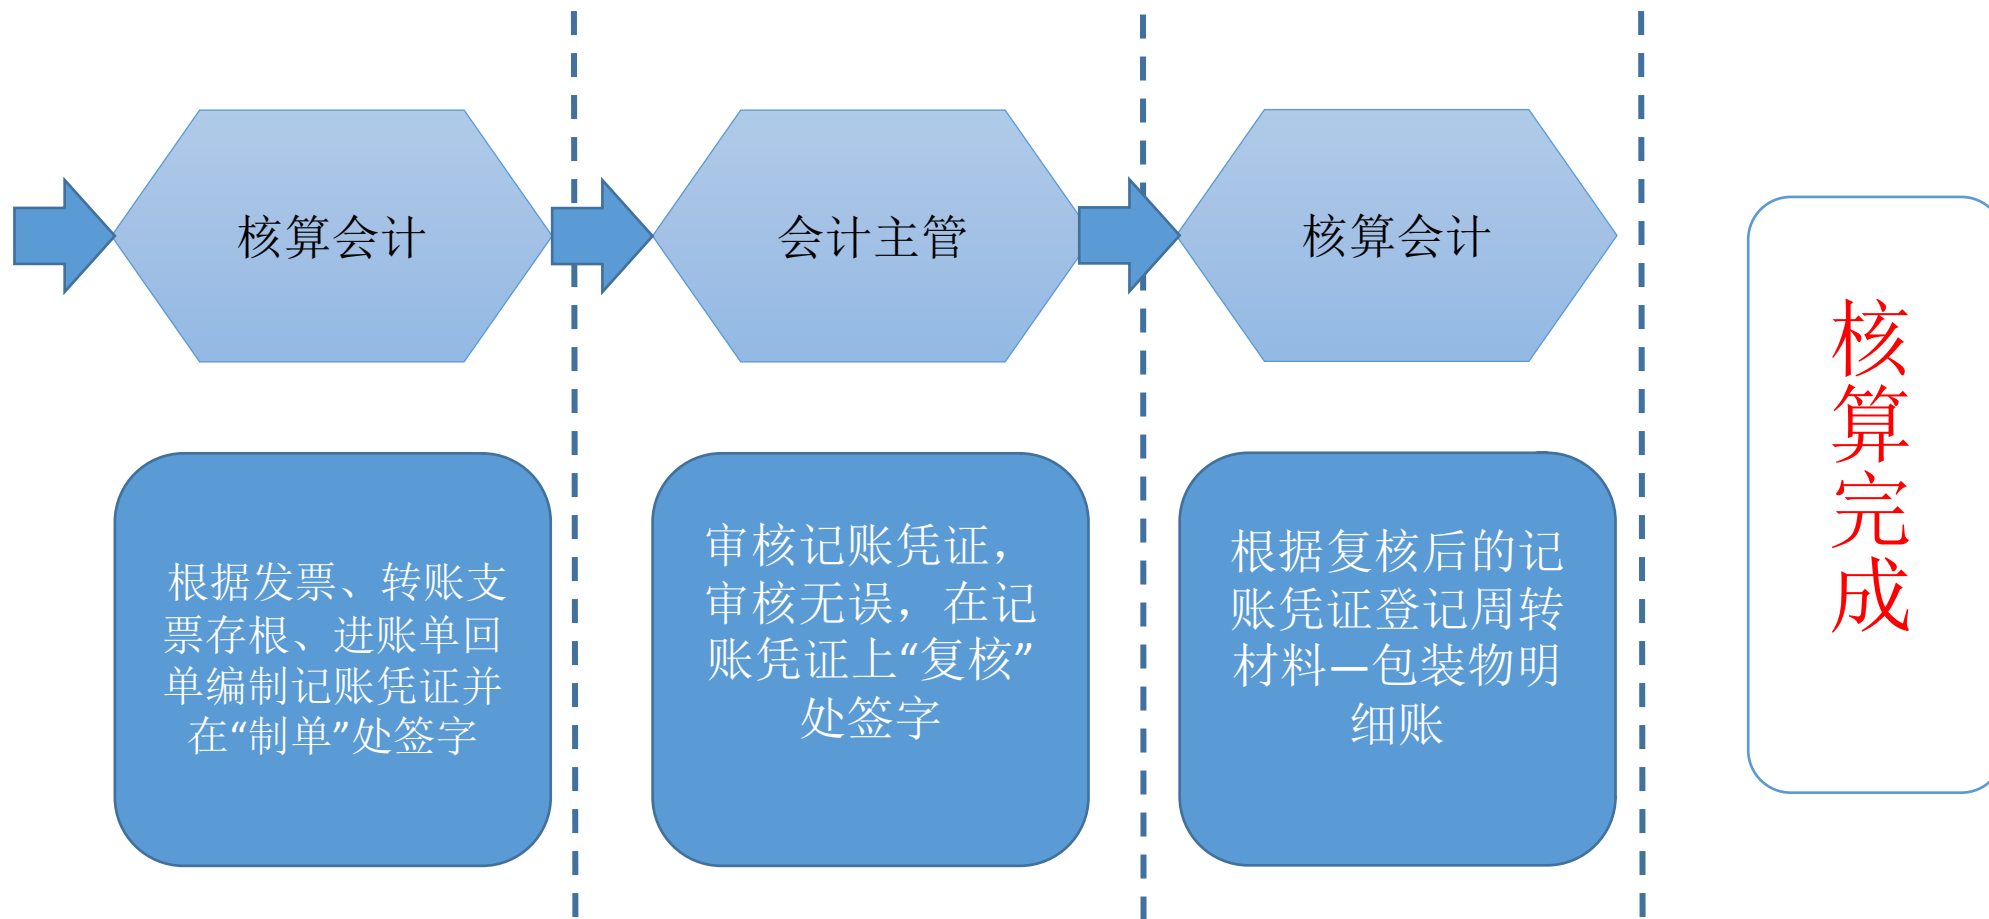 核算会计
会计主管
核算会计
根据发票、转账支
票存根、进账单回
单编制记账凭证并
在“制单”处签字
审核记账凭证，
审核无误，在记
账凭证上“复核”
处签字
根据复核后的记
账凭证登记周转
材料—包装物明
细账
核算完成